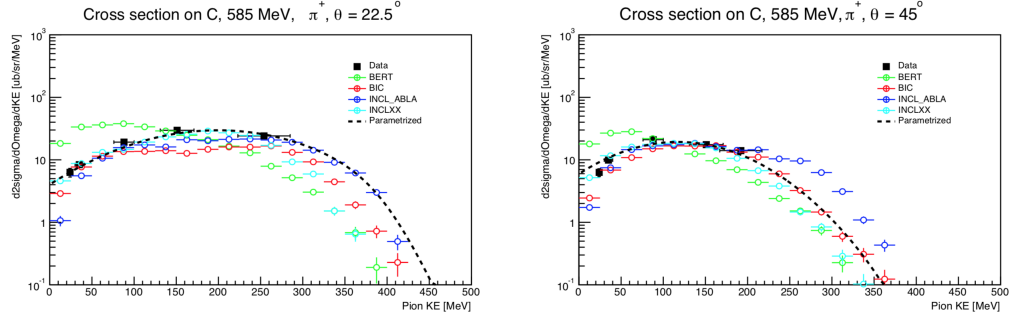 Cross section on C, 585 MeV, π⁺, θ = 22.5°
d2sigma/dOmega/dKE [ub/sr/MeV]
10³
10²
10
1
10⁻¹
Data
BERT
BIC
INCL_ABLA
INCLXX
Parametrized
0 50 100 150 200 250 300 350 400 450 500
Pion KE [MeV]
Cross section on C, 585 MeV, π⁺, θ = 45°
d2sigma/dOmega/dKE [ub/sr/MeV]
10³
10²
10
1
10⁻¹
Data
BERT
BIC
INCL_ABLA
INCLXX
Parametrized
0 50 100 150 200 250 300 350 400 450 500
Pion KE [MeV]